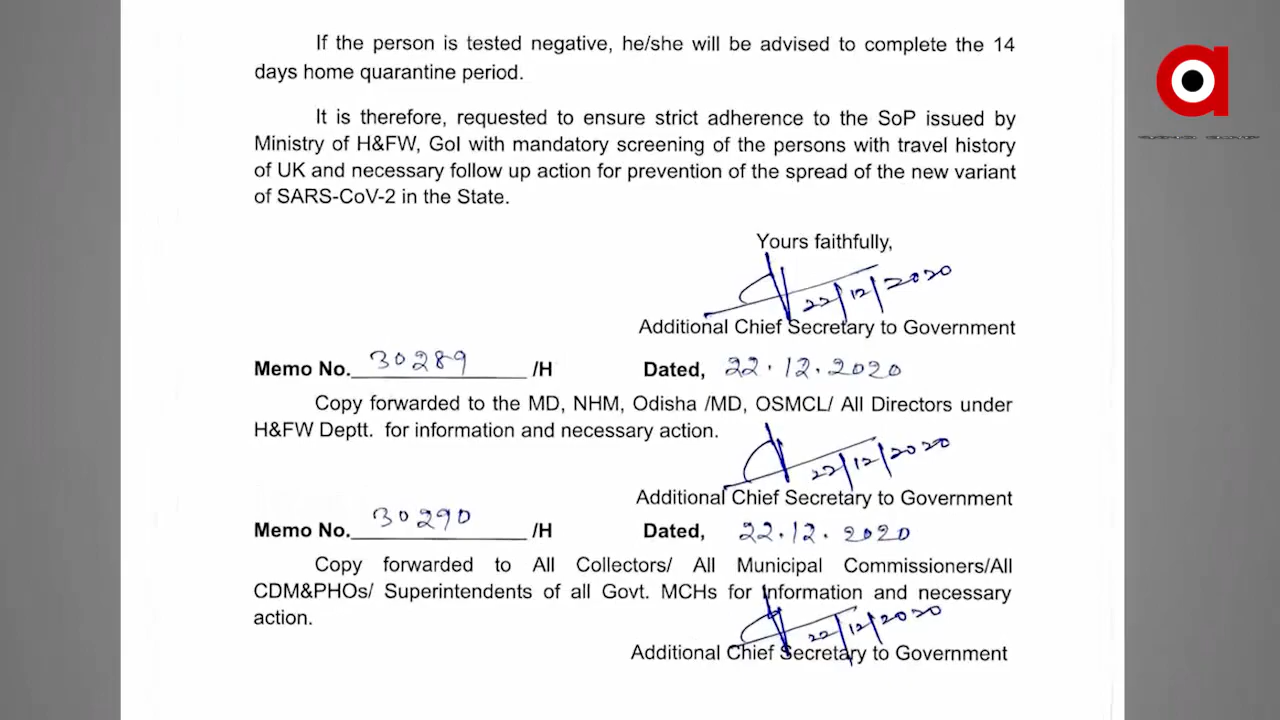 If the person is tested negative, he/she will be advised to complete the 14
days home quarantine period.
It is therefore, requested to ensure strict adherence to the SoP issued by
Ministry of H&FW, GoI with mandatory screening of the persons with travel history
of UK and necessary follow up action for prevention of the spread of the new variant
of SARS-CoV-2 in the State.
Yours faithfully,
22/12/2020
Additional Chief Secretary to Government
Memo No. 30289 /H Dated, 22.12.2020
Copy forwarded to the MD, NHM, Odisha /MD, OSMCL/ All Directors under
H&FW Deptt. for information and necessary action.
22/12/2020
Additional Chief Secretary to Government
Memo No. 30290 /H Dated, 22.12.2020
Copy forwarded to All Collectors/ All Municipal Commissioners/All
CDM&PHOs/ Superintendents of all Govt. MCHs for Information and necessary
action.
22/12/2020
Additional Chief Secretary to Government